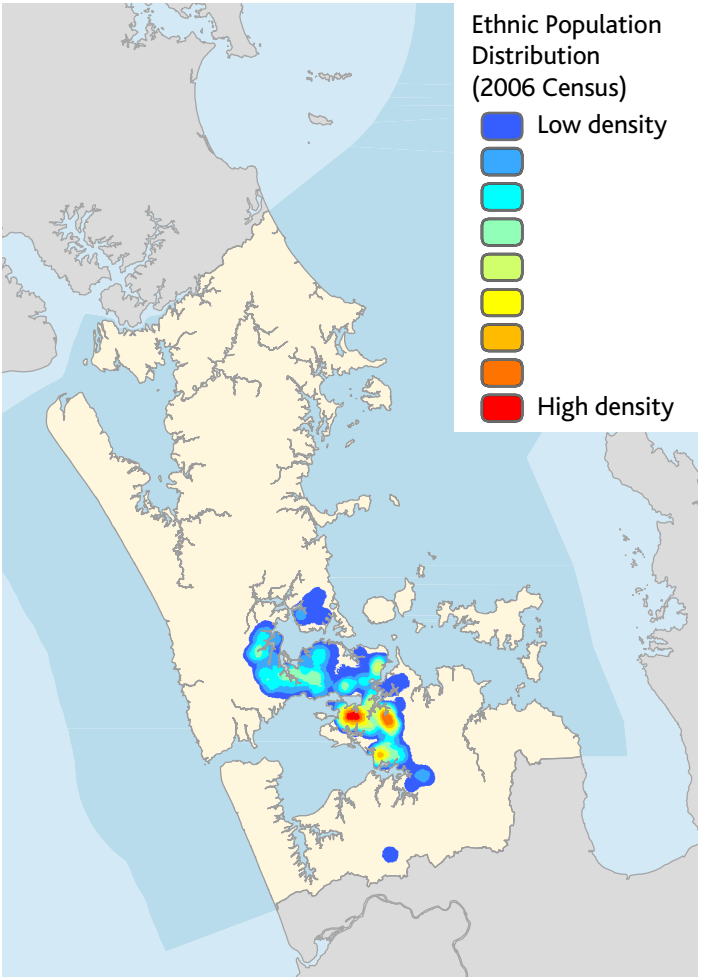 Ethnic Population
Distribution
(2006 Census)
Low density
High density